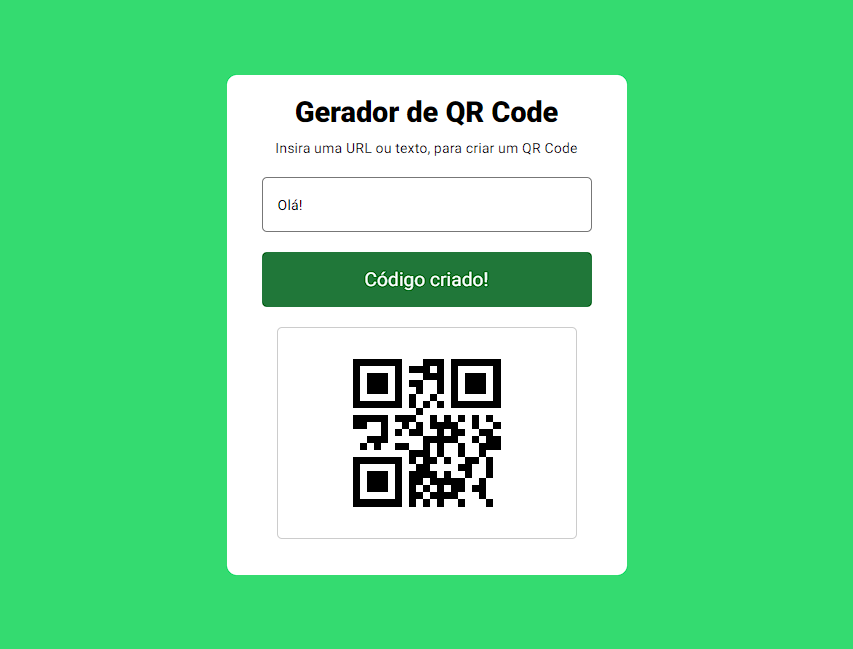 Gerador de QR Code
Insira uma URL ou texto, para criar um QR Code
Olá!
Código criado!